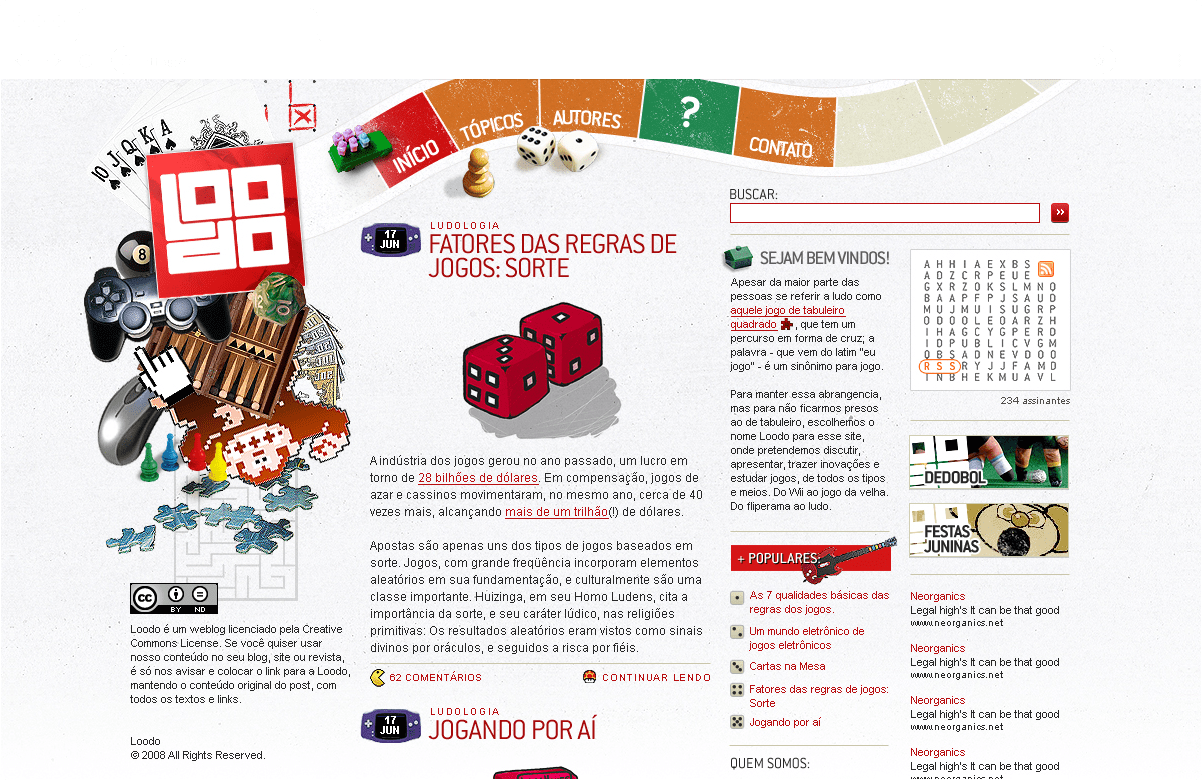 INÍCIO
TÓPICOS
AUTORES
?
CONTATO
10 J Q K A
LOODO
8
BUSCAR:
17
JUN
LUDOLOGIA
FATORES DAS REGRAS DE
JOGOS: SORTE
A indústria dos jogos gerou no ano passado, um lucro em
torno de 28 bilhões de dólares. Em compensação, jogos de
azar e cassinos movimentaram, no mesmo ano, cerca de 40
vezes mais, alcançando mais de um trilhão(!) de dólares.
Apostas são apenas uns dos tipos de jogos baseados em
sorte. Jogos, com grande freqüência incorporam elementos
aleatórios em sua fundamentação, e culturalmente são uma
classe importante. Huizinga, em seu Homo Ludens, cita a
importância da sorte, e seu caráter lúdico, nas religiões
primitivas: Os resultados aleatórios eram vistos como sinais
divinos por oráculos, e seguidos a risca por fiéis.
62 COMENTÁRIOS
CONTINUAR LENDO
17
JUN
LUDOLOGIA
JOGANDO POR AÍ
SEJAM BEM VINDOS!
Apesar da maior parte das
pessoas se referir a ludo como
aquele jogo de tabuleiro
quadrado , que tem um
percurso em forma de cruz; a
palavra - que vem do latim "eu
jogo" - é um sinônimo para jogo.
Para manter essa abrangencia,
mas para não ficarmos presos
ao de tabuleiro, escolhemos o
nome Loodo para esse site,
onde pretendemos discutir,
apresentar, trazer inovações e
estudar jogos, de todos os tipos
e meios. Do Wii ao jogo da velha.
Do fliperama ao ludo.
+ POPULARES:
As 7 qualidades básicas das
regras dos jogos.
Um mundo eletrônico de
jogos eletrônicos
Cartas na Mesa
Fatores das regras de jogos:
Sorte
Jogando por aí
QUEM SOMOS:
A H H I A E X B S
A D Z C R P E U E
G X R Z O K S L M N Q
B A A P F P J S A U D
M U J M U I S U G R P
O O O O L E O A R Z H
I H A G C Y G P E R D
I D P U B L I C V G M
Q B S A D N E V D O O
R S S R Y J J F A M D
I N B H E K M U A V L
234 assinantes
DEDOBOL
FESTAS
JUNINAS
Neorganics
Legal high's It can be that good
www.neorganics.net
Neorganics
Legal high's It can be that good
www.neorganics.net
Neorganics
Legal high's It can be that good
www.neorganics.net
Neorganics
Legal high's It can be that good
www.neorganics.net
cc BY ND
Loodo é um weblog licenciado pela Creative
Commons License. Se você quiser usar
nosso conteúdo no seu blog, site ou revista,
é só nos avisar e colocar o link para a Loodo,
mantendo o conteúdo original do post, com
todos os textos e links.
Loodo
© 2008 All Rights Reserved.